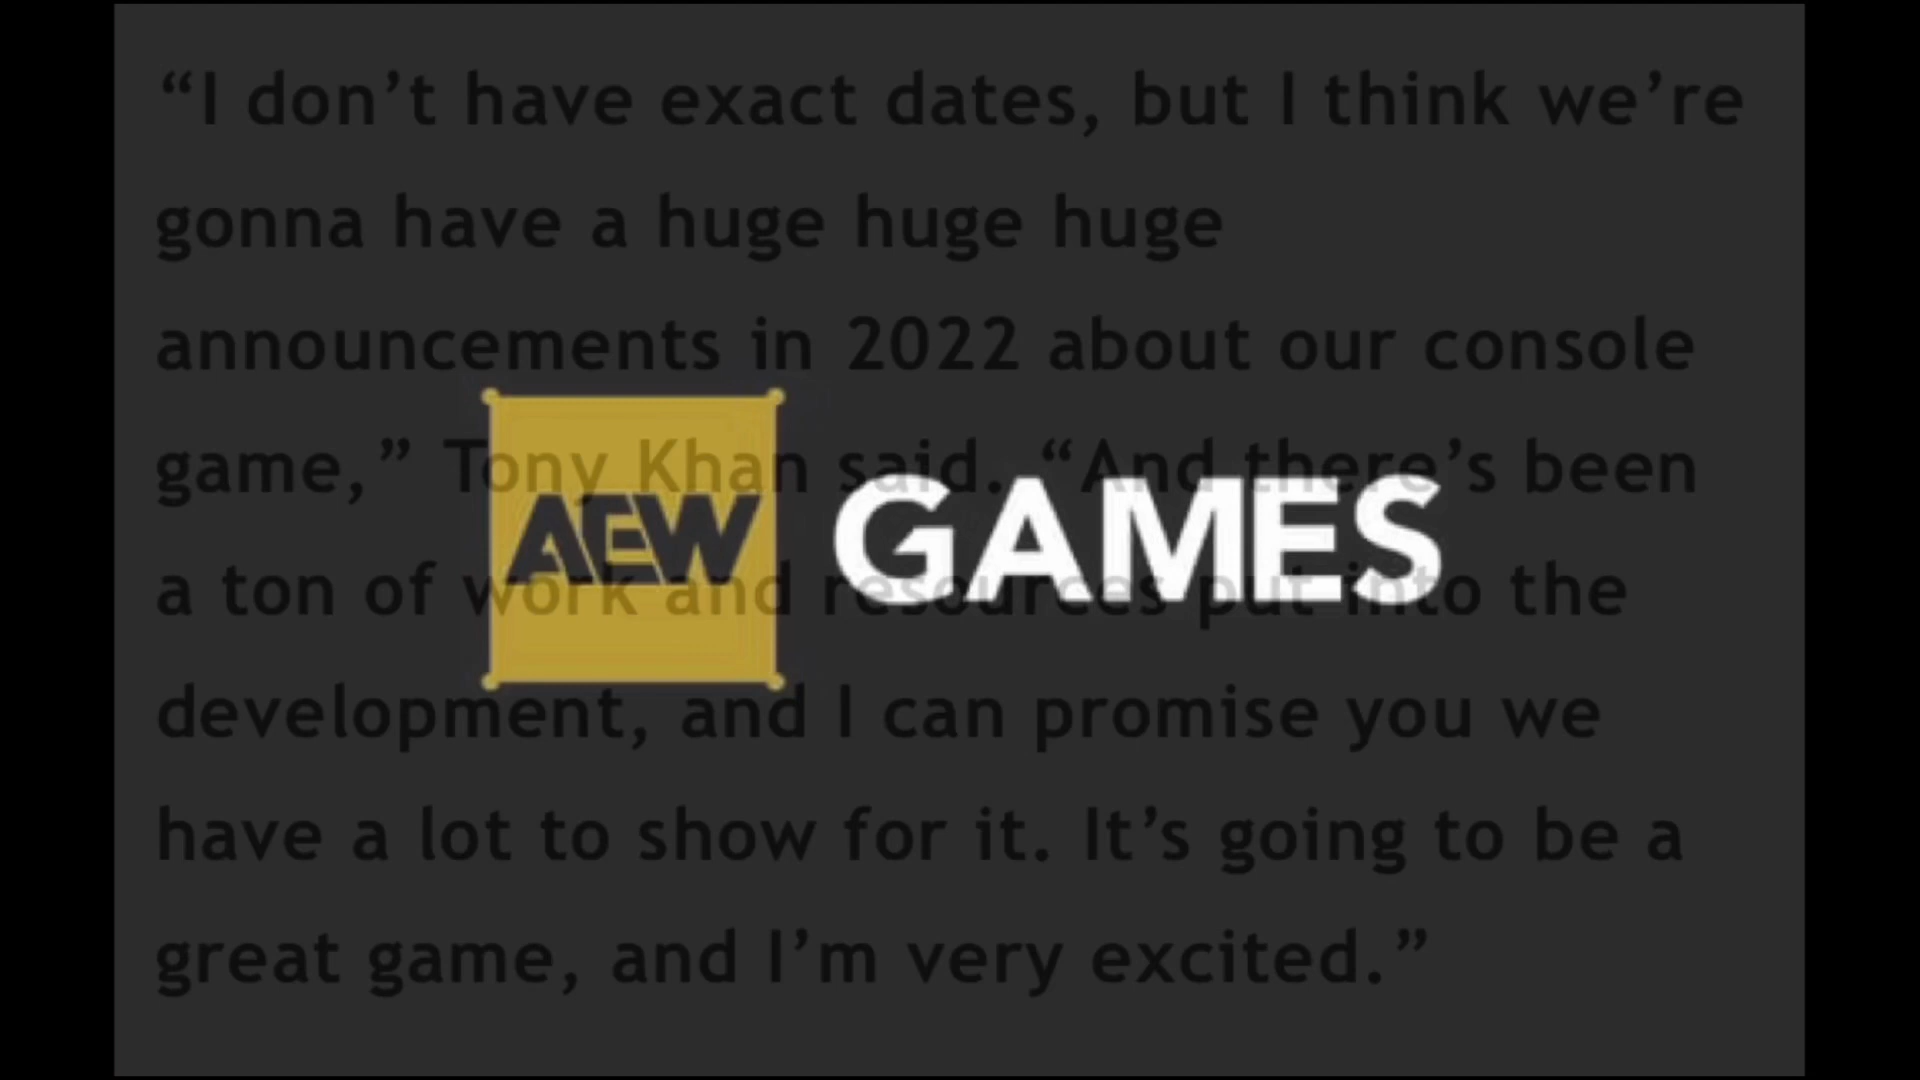 “I don’t have exact dates, but I think we’re
gonna have a huge huge huge
announcements in 2022 about our console
game,” Tony Khan said. “And there’s been
AEW GAMES
a ton of work and resources put into the
development, and I can promise you we
have a lot to show for it. It’s going to be a
great game, and I’m very excited.”